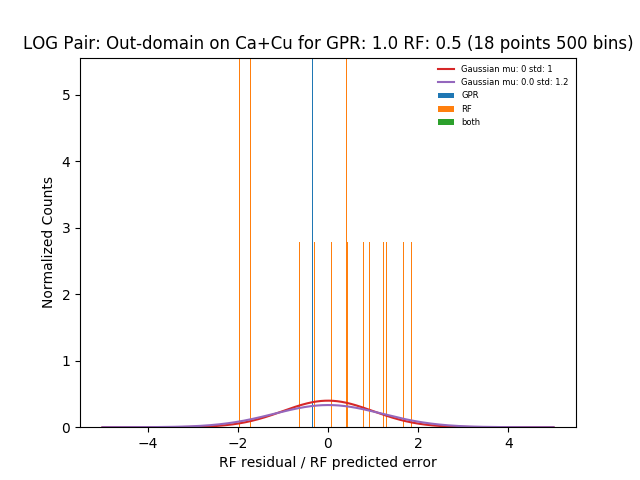 LOG Pair: Out-domain on Ca+Cu for GPR: 1.0 RF: 0.5 (18 points 500 bins)
Gaussian mu: 0 std: 1
Gaussian mu: 0.0 std: 1.2
GPR
RF
both
Normalized Counts
5
4
3
2
1
0
−4
−2
0
2
4
RF residual / RF predicted error